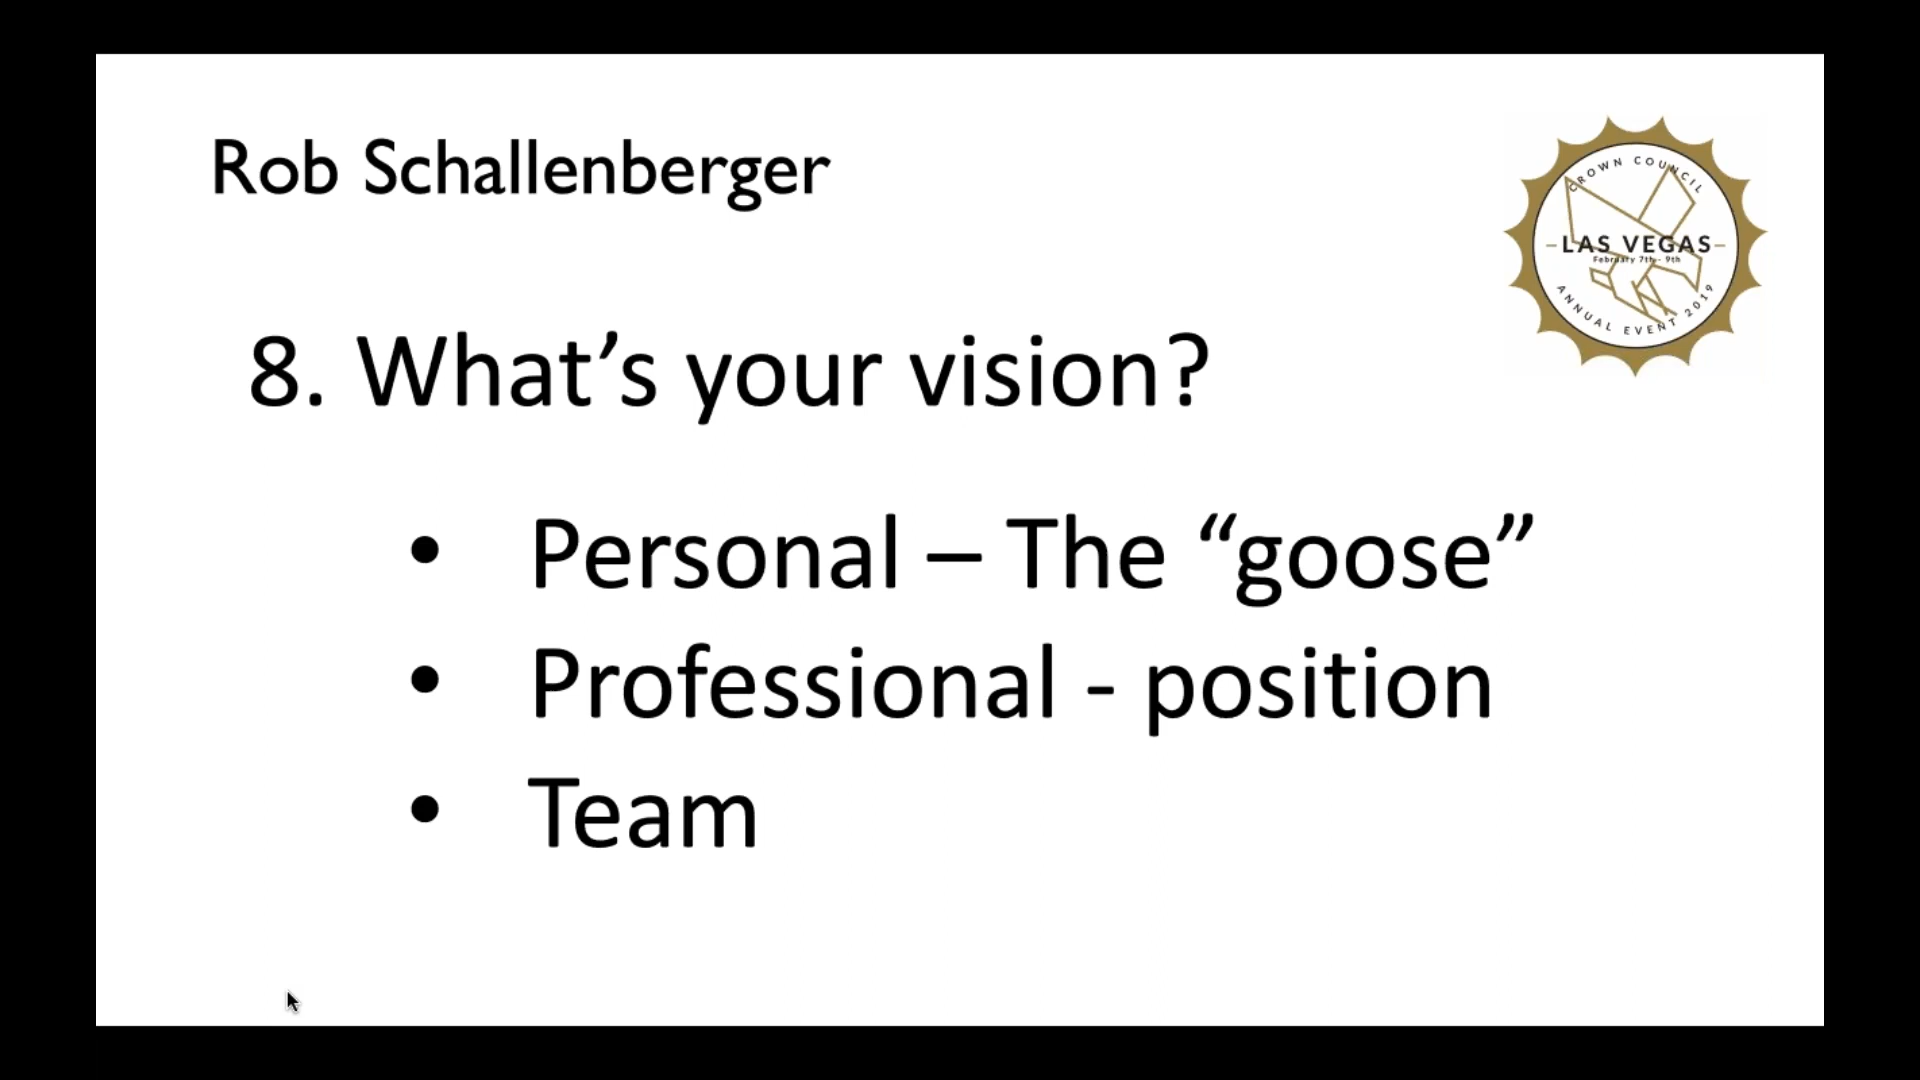 Rob Schallenberger
CROWN COUNCIL
-LAS VEGAS-
February 7th - 9th
ANNUAL EVENT 2019
8. What’s your vision?
• Personal – The “goose”
• Professional - position
• Team